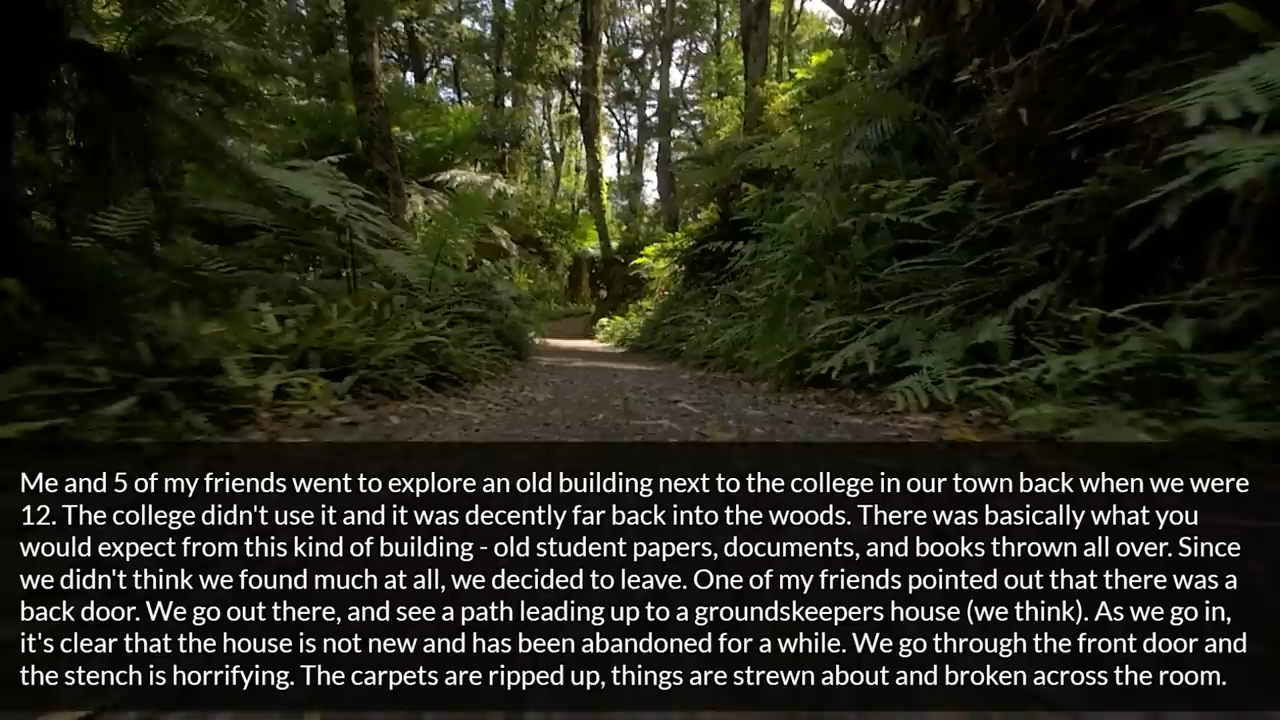 Me and 5 of my friends went to explore an old building next to the college in our town back when we were
12. The college didn't use it and it was decently far back into the woods. There was basically what you
would expect from this kind of building - old student papers, documents, and books thrown all over. Since
we didn't think we found much at all, we decided to leave. One of my friends pointed out that there was a
back door. We go out there, and see a path leading up to a groundskeepers house (we think). As we go in,
it's clear that the house is not new and has been abandoned for a while. We go through the front door and
the stench is horrifying. The carpets are ripped up, things are strewn about and broken across the room.